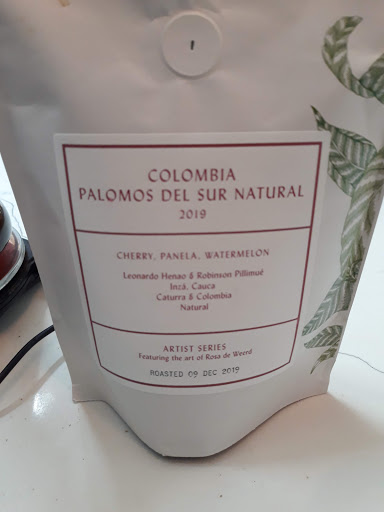 COLOMBIA
PALOMOS DEL SUR NATURAL
2019
CHERRY, PANELA, WATERMELON
Leonardo Henao & Robinson Pillimué
Inzá, Cauca
Caturra & Colombia
Natural
ARTIST SERIES
Featuring the art of Rosa de Weerd
ROASTED 09 DEC 2019